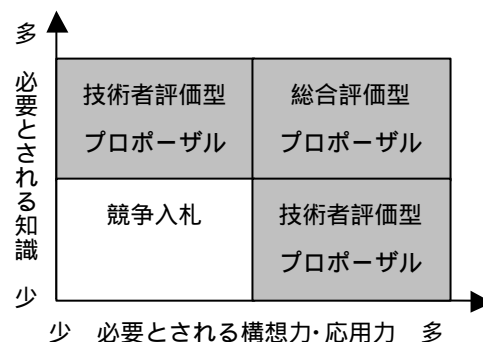 多
必要とされる知識
少
技術者評価型
プロポーザル
総合評価型
プロポーザル
競争入札
技術者評価型
プロポーザル
少 必要とされる構想力・応用力 多